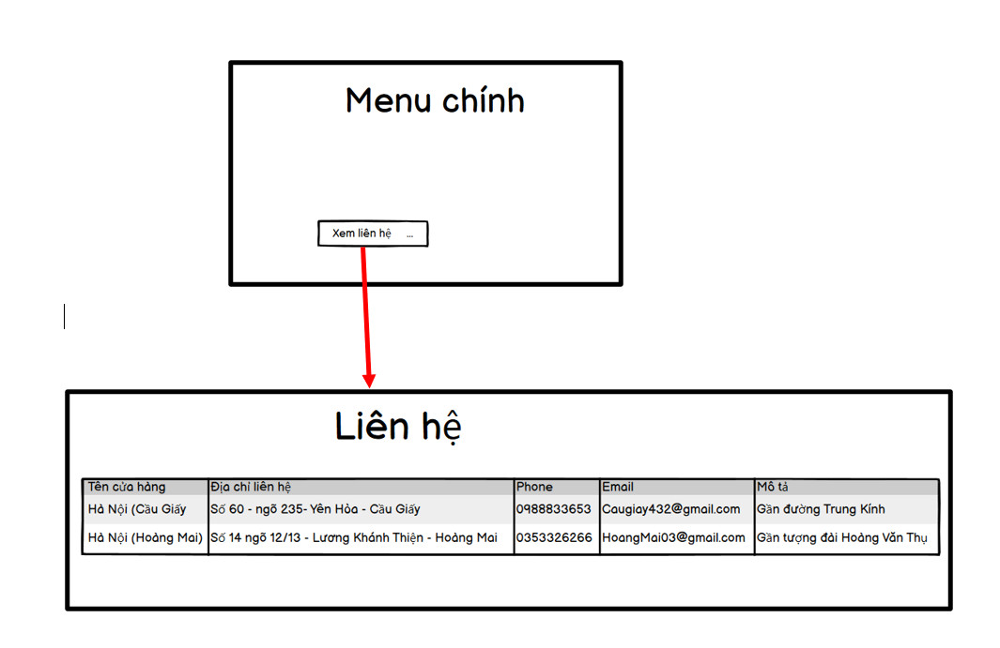 Menu chính
Xem liên hệ ...
Liên hệ
Tên cửa hàng Địa chỉ liên hệ Phone Email Mô tả
Hà Nội (Cầu Giấy Số 60 - ngõ 235- Yên Hòa - Cầu Giấy 0988833653 Caugiay432@gmail.com Gần đường Trung Kính
Hà Nội (Hoàng Mai) Số 14 ngõ 12/13 - Lương Khánh Thiện - Hoàng Mai 0353326266 HoangMai03@gmail.com Gần tượng đài Hoàng Văn Thụ